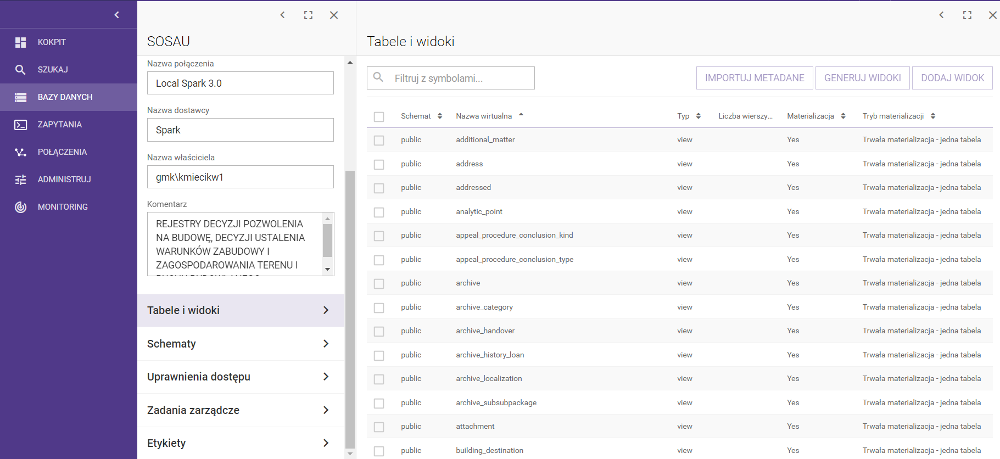 KOKPIT
SZUKAJ
BAZY DANYCH
ZAPYTANIA
POŁĄCZENIA
ADMINISTRUJ
MONITORING
SOSAU
Nazwa połączenia
Local Spark 3.0
Nazwa dostawcy
Spark
Nazwa właściciela
gmk\kmiecikw1
Komentarz
REJESTRY DECYZJI POZWOLENIA
NA BUDOWĘ, DECYZJI USTALENIA
WARUNKÓW ZABUDOWY I
ZAGOSPODAROWANIA TERENU I
Tabele i widoki
Schematy
Uprawnienia dostępu
Zadania zarządcze
Etykiety
Tabele i widoki
Filtruj z symbolami...
IMPORTUJ METADANE GENERUJ WIDOKI DODAJ WIDOK
Schemat Nazwa wirtualna Typ Liczba wierszy... Materializacja Tryb materializacji
public additional_matter view Yes Trwała materializacja - jedna tabela
public address view Yes Trwała materializacja - jedna tabela
public addressed view Yes Trwała materializacja - jedna tabela
public analytic_point view Yes Trwała materializacja - jedna tabela
public appeal_procedure_conclusion_kind view Yes Trwała materializacja - jedna tabela
public appeal_procedure_conclusion_type view Yes Trwała materializacja - jedna tabela
public archive view Yes Trwała materializacja - jedna tabela
public archive_category view Yes Trwała materializacja - jedna tabela
public archive_handover view Yes Trwała materializacja - jedna tabela
public archive_history_loan view Yes Trwała materializacja - jedna tabela
public archive_localization view Yes Trwała materializacja - jedna tabela
public archive_subsubpackage view Yes Trwała materializacja - jedna tabela
public attachment view Yes Trwała materializacja - jedna tabela
public building_destination view Yes Trwała materializacja - jedna tabela